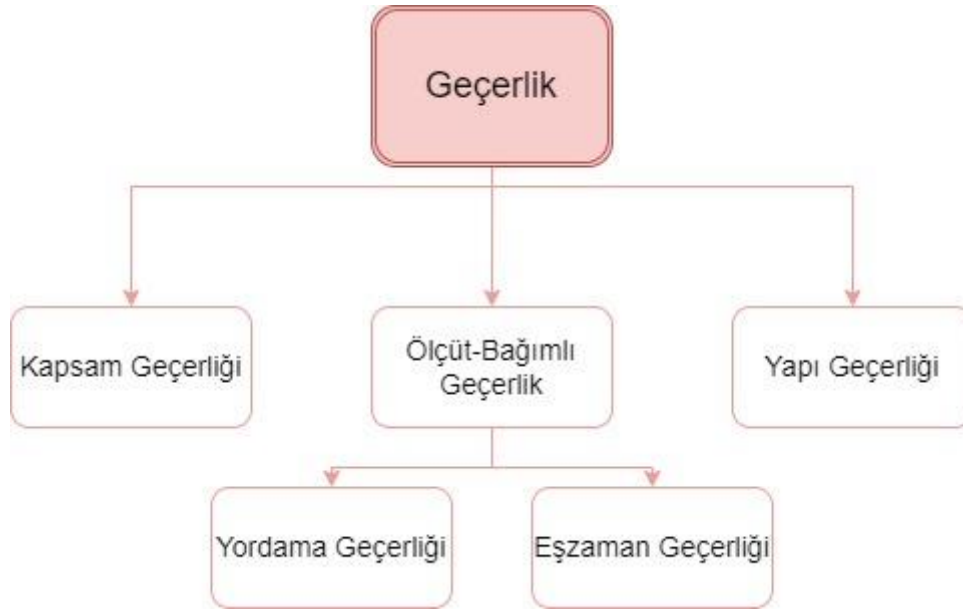 Geçerlik
Kapsam Geçerliği
Ölçüt-Bağımlı
Geçerlik
Yapı Geçerliği
Yordama Geçerliği
Eşzaman Geçerliği